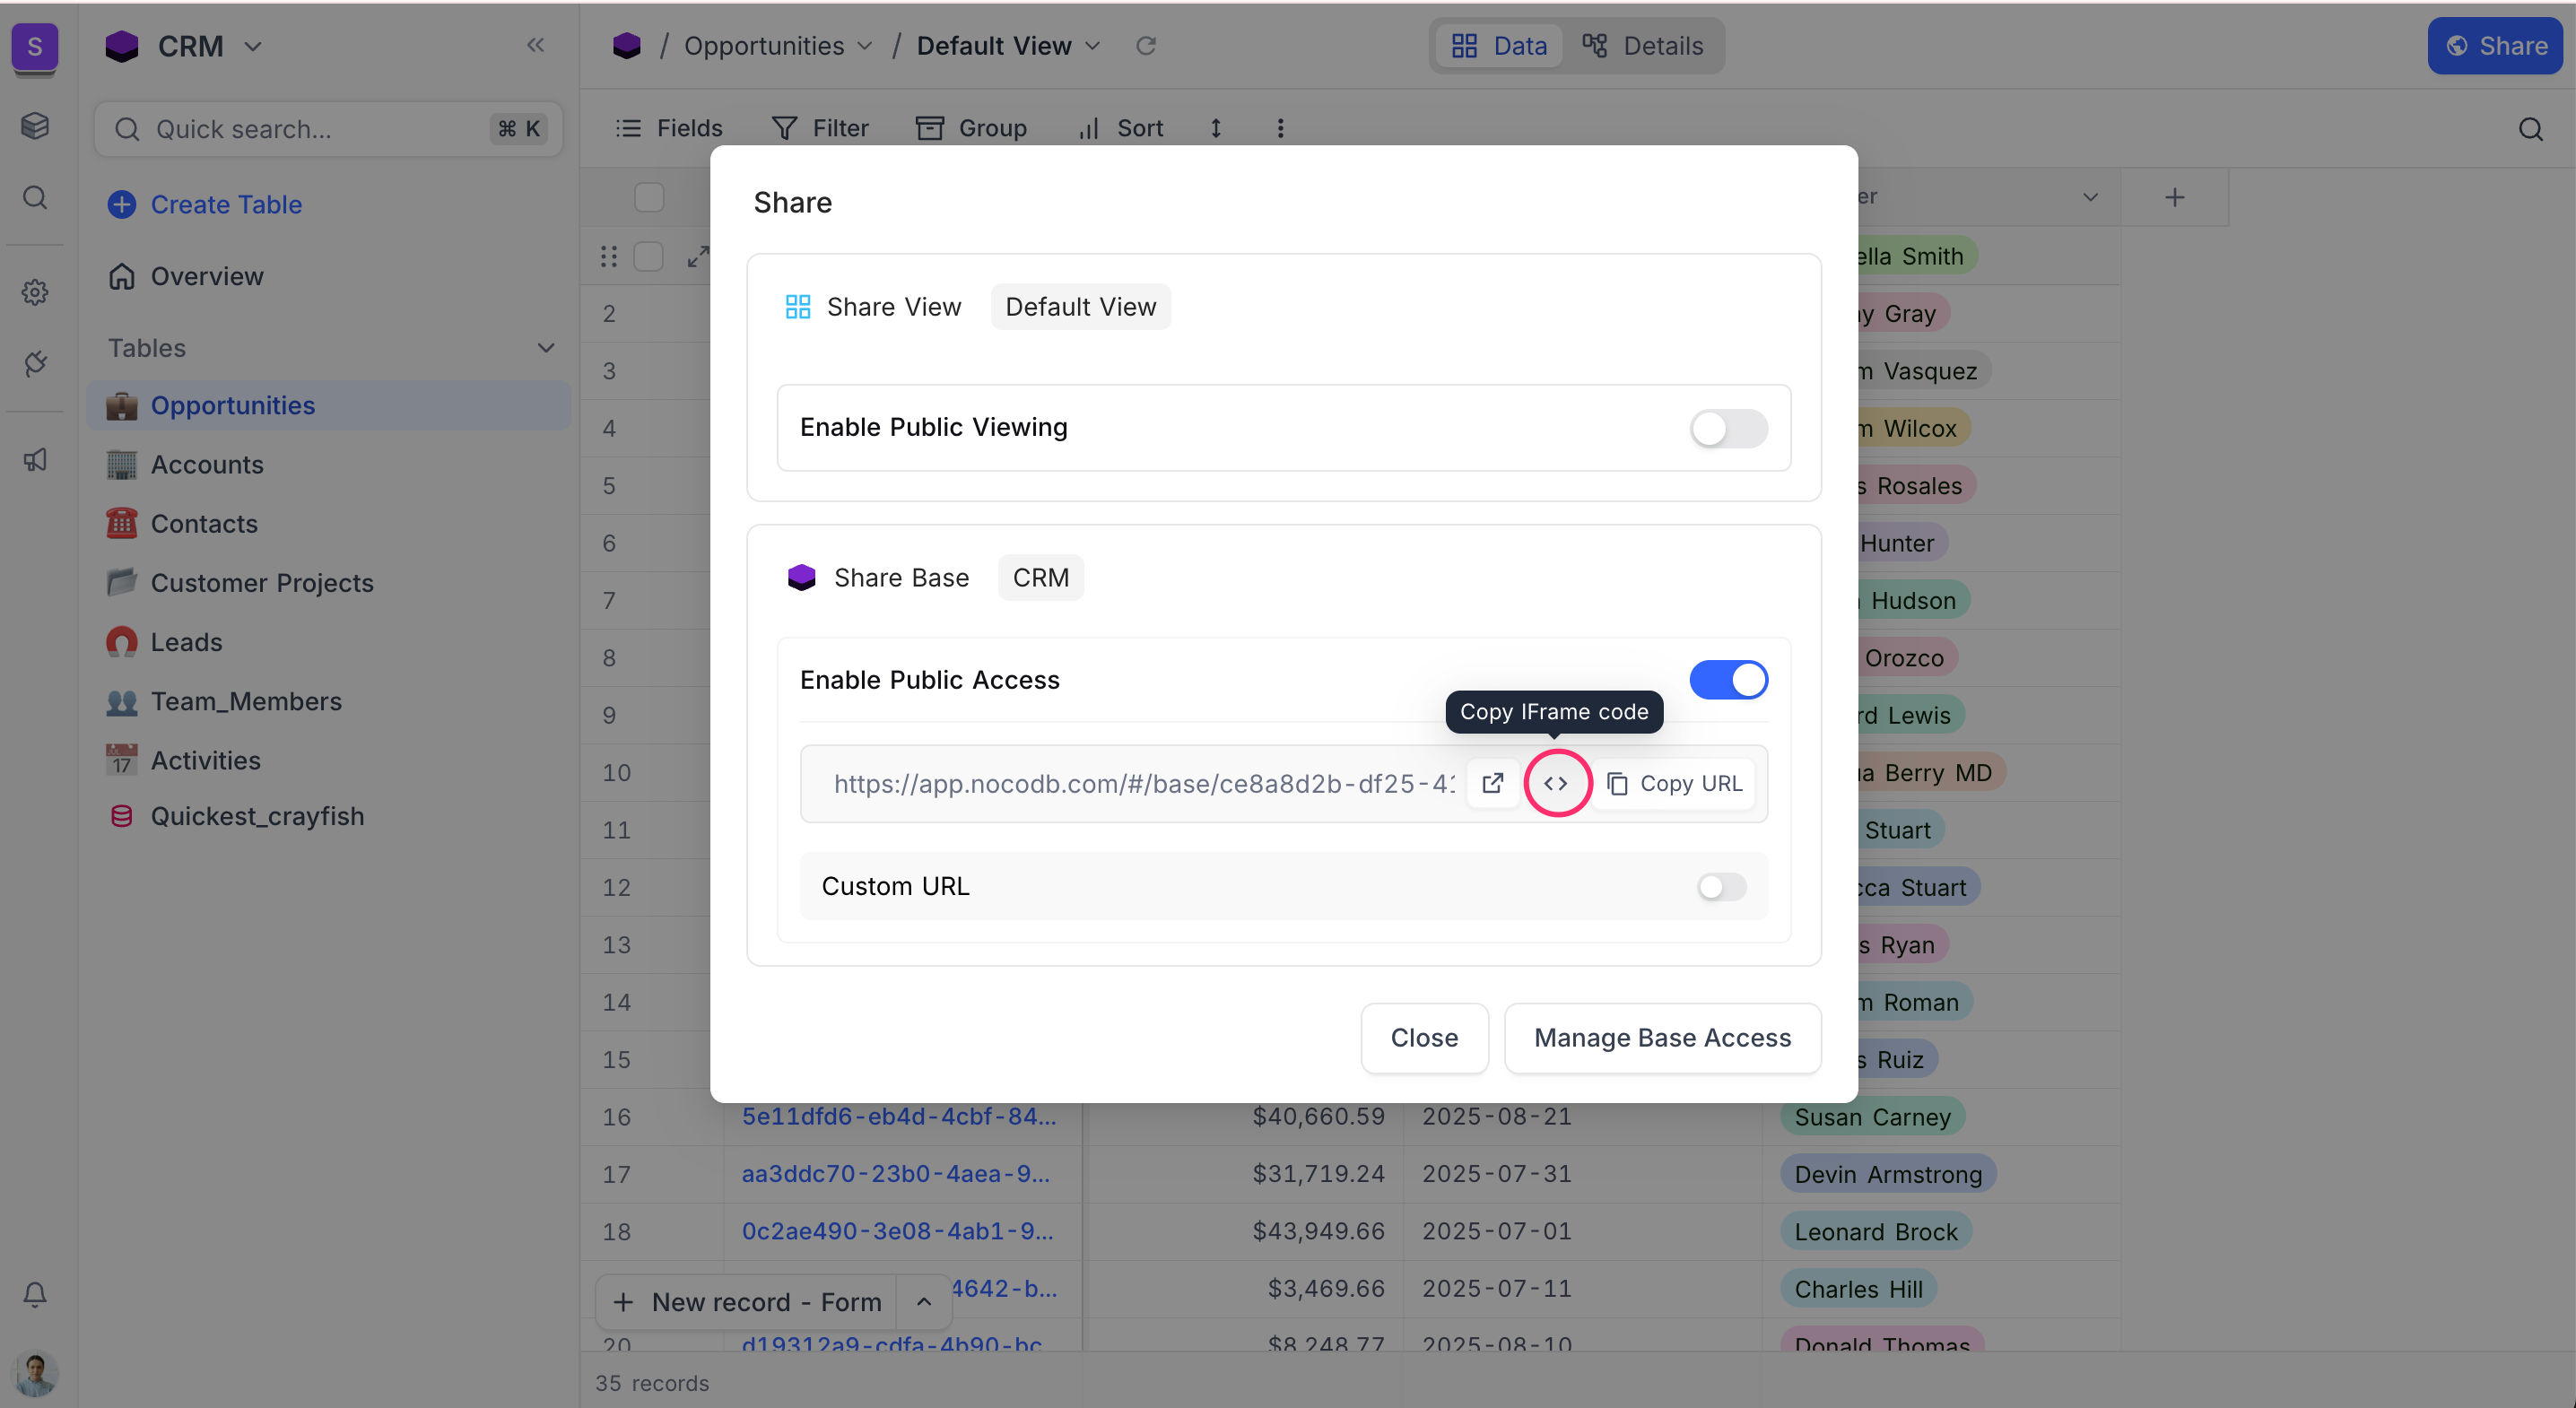 S
CRM
/ Opportunities / Default View
Data
Details
Share
Quick search...
⌘ K
Fields
Filter
Group
Sort
Create Table
Overview
Tables
Opportunities
Accounts
Contacts
Customer Projects
Leads
Team_Members
17
Activities
Quickest_crayfish
Share
Share View
Default View
Enable Public Viewing
Share Base
CRM
Enable Public Access
Copy IFrame code
https://app.nocodb.com/#/base/ce8a8d2b-df25-4
<> Copy URL
Custom URL
Close
Manage Base Access
er
ella Smith
2 y Gray
3 m Vasquez
4 m Wilcox
5 s Rosales
6 Hunter
7 Hudson
8 Orozco
9 rd Lewis
10 a Berry MD
11 Stuart
12 cca Stuart
13 s Ryan
14 m Roman
15 s Ruiz
16 5e11dfd6-eb4d-4cbf-84... $40,660.59 2025-08-21 Susan Carney
17 aa3ddc70-23b0-4aea-9... $31,719.24 2025-07-31 Devin Armstrong
18 0c2ae490-3e08-4ab1-9... $43,949.66 2025-07-01 Leonard Brock
4642-b... $3,469.66 2025-07-11 Charles Hill
20 d19312a9-cdfa-4b90-bc $8,248.77 2025-08-10 Donald Thomas
New record - Form
35 records